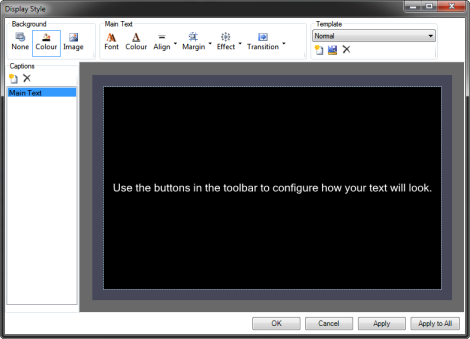 Display Style
Background
Main Text
Template
None Colour Image
Font Colour Align Margin Effect Transition
Normal
Captions
Main Text
Use the buttons in the toolbar to configure how your text will look.
OK Cancel Apply Apply to All